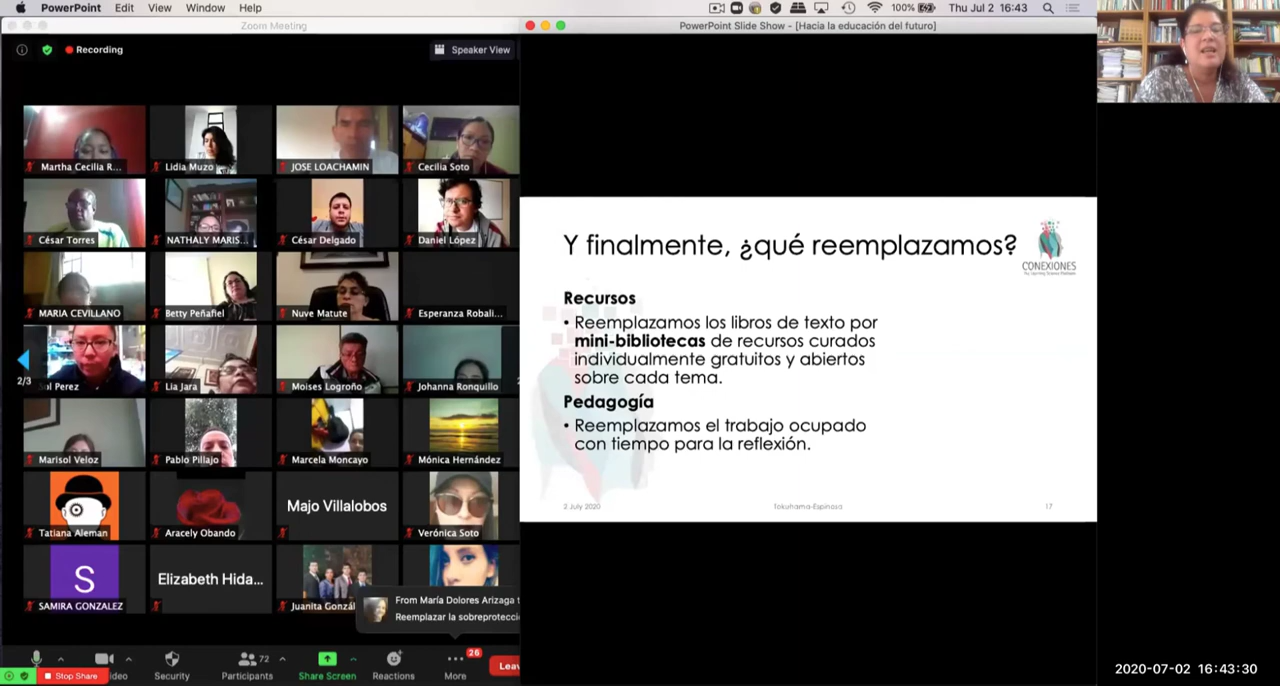 PowerPoint Edit View Window Help
100%
Thu Jul 2 16:43
Zoom Meeting
PowerPoint Slide Show - [Hacia la educación del futuro]
Recording
Speaker View
Martha Cecilia R...
Lidia Muzo
JOSE LOACHAMIN
Cecilia Soto
César Torres
NATHALY MARIS...
César Delgado
Daniel López
MARIA CEVILLANO
Betty Peñafiel
Nuve Matute
Esperanza Robali...
2/3
ol Perez
Lia Jara
Moises Logroño
Johanna Ronquillo
Marisol Veloz
Pablo Pillajo
Marcela Moncayo
Mónica Hernández
Tatiana Aleman
Aracely Obando
Majo Villalobos
Verónica Soto
S
SAMIRA GONZALEZ
Elizabeth Hida...
Juanita Gonzál
From María Dolores Arizaga t
Reemplazar la sobreprotecci
72
26
Stop Share
ideo
Security
Participants
Share Screen
Reactions
More
Leav
Y finalmente, ¿qué reemplazamos?
CONEXIONES
Recursos
• Reemplazamos los libros de texto por
mini-bibliotecas de recursos curados
individualmente gratuitos y abiertos
sobre cada tema.
Pedagogía
• Reemplazamos el trabajo ocupado
con tiempo para la reflexión.
2 July 2020
Tokuhama-Espinosa
17
2020-07-02 16:43:30